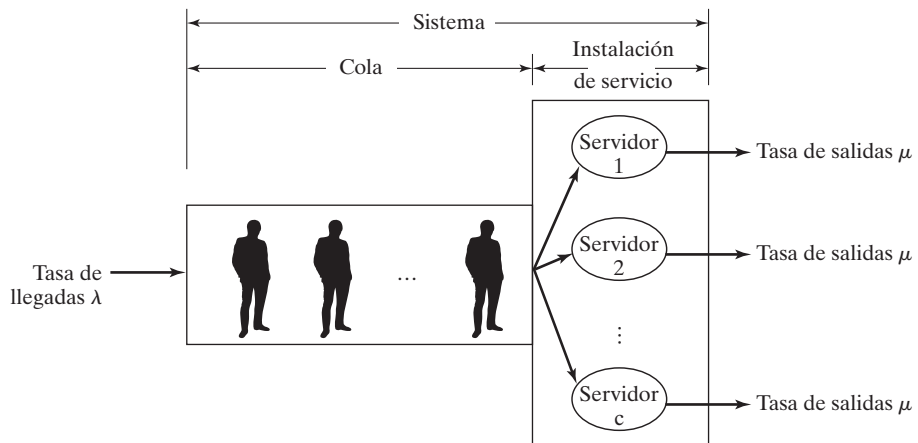 Sistema
Cola
Instalación
de servicio
Servidor
1
Tasa de salidas μ
Servidor
2
Tasa de salidas μ
Tasa de
llegadas λ
...
⋮
Servidor
c
Tasa de salidas μ